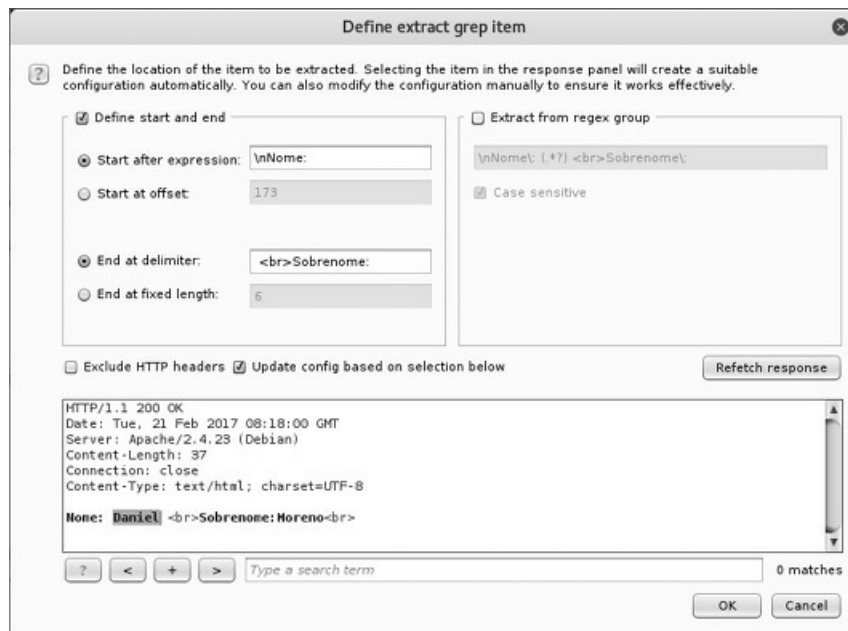 Define extract grep item
? Define the location of the item to be extracted. Selecting the item in the response panel will create a suitable
configuration automatically. You can also modify the configuration manually to ensure it works effectively.
Define start and end
Start after expression: \nNome:
Start at offset: 173
End at delimiter: <br>Sobrenome:
End at fixed length: 6
Extract from regex group
\nNome\: (.*?) <br>Sobrenome\:
Case sensitive
Exclude HTTP headers Update config based on selection below Refetch response
HTTP/1.1 200 OK
Date: Tue, 21 Feb 2017 08:18:00 GMT
Server: Apache/2.4.23 (Debian)
Content-Length: 37
Connection: close
Content-Type: text/html; charset=UTF-8
Nome: Daniel <br>Sobrenome:Moreno<br>
? < + > Type a search term 0 matches
OK Cancel